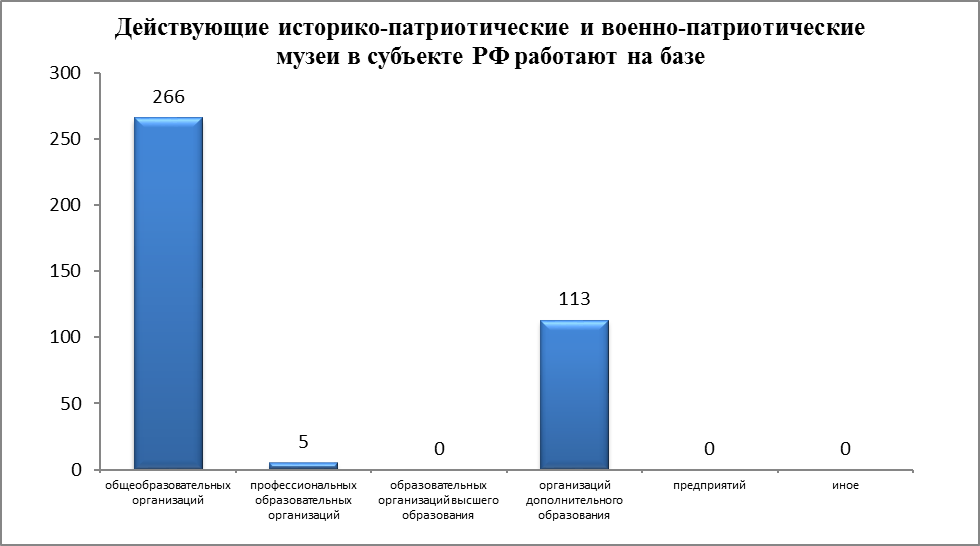 Действующие историко-патриотические и военно-патриотические
музеи в субъекте РФ работают на базе
300
250
200
150
100
50
0
266
5
0
113
0
0
общеобразовательных
организаций
профессиональных
образовательных
организаций
образовательных
организаций высшего
образования
организаций
дополнительного
образования
предприятий
иное